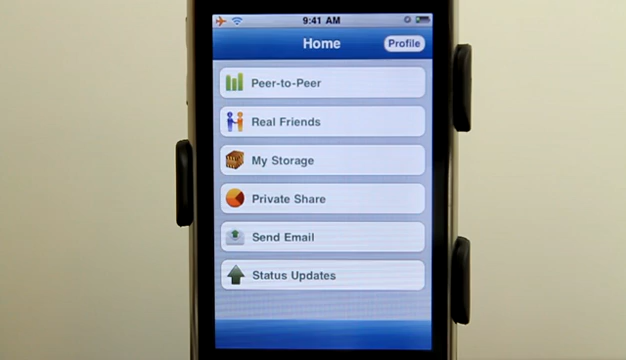 9:41 AM
Home
Profile
Peer-to-Peer
Real Friends
My Storage
Private Share
Send Email
Status Updates